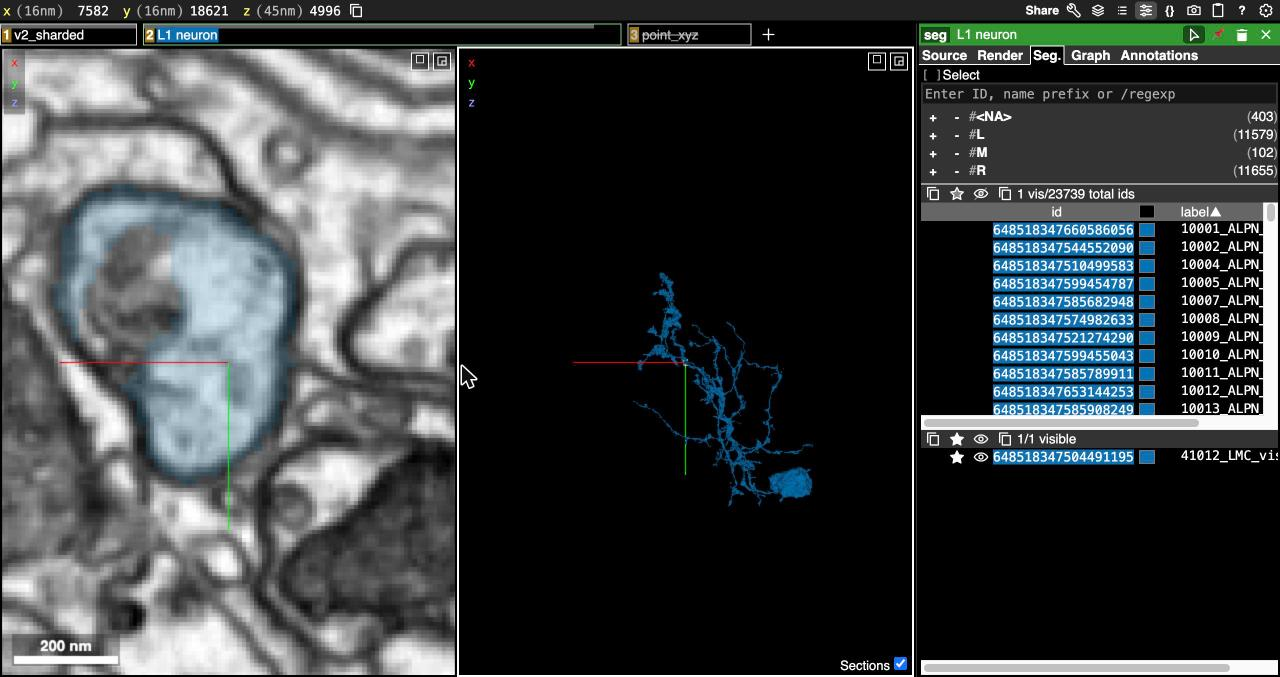 x (16nm) 7582 y (16nm) 18621 z (45nm) 4996
Share {} ?
1 v2_sharded 2 L1 neuron 3 point_xyz +
seg L1 neuron
Source Render Seg. Graph Annotations
[ ]Select
Enter ID, name prefix or /regexp
+ - #<NA> (403)
+ - #L (11579)
+ - #M (102)
+ - #R (11655)
1 vis/23739 total ids
id label▲
648518347660586056 10001_ALPN_
648518347544552090 10002_ALPN_
648518347510499583 10004_ALPN_
648518347599454787 10005_ALPN_
648518347585682948 10007_ALPN_
648518347574982633 10008_ALPN_
648518347521274290 10009_ALPN_
648518347599455043 10010_ALPN_
648518347585789911 10011_ALPN_
648518347653144253 10012_ALPN_
648518347585908249 10013_ALPN_
1/1 visible
648518347504491195 41012_LMC_vis
x
y
z
200 nm
x
y
z
Sections